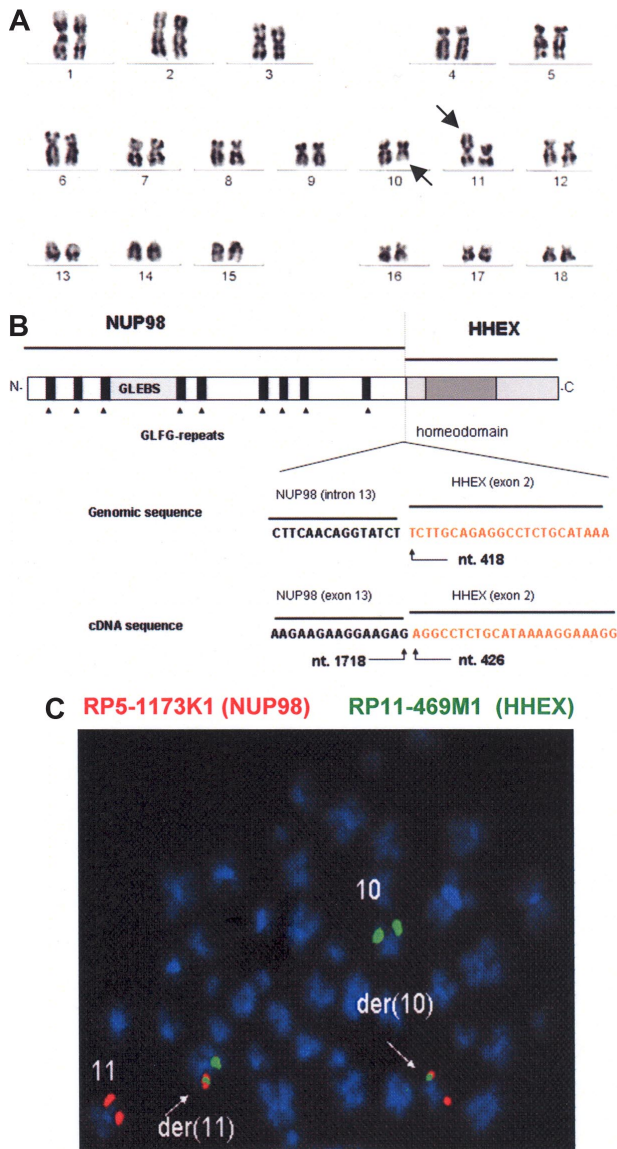 A
1 2 3 4 5
6 7 8 9 10 11 12
13 14 15 16 17 18
B
NUP98 HHEX
N- GLEBS -C
GLFG-repeats homeodomain
NUP98 (intron 13) HHEX (exon 2)
Genomic sequence
CTTCAACAGGTATCT TCTTGCAGAGGCCTCTGCATAAA
nt. 418
NUP98 (exon 13) HHEX (exon 2)
cDNA sequence
AAGAAGAAGGAAGAG AGGCCTCTGCATAAAAGGAAAGG
nt. 1718 nt. 426
C RP5-1173K1 (NUP98) RP11-469M1 (HHEX)
10
der(10)
11
der(11)